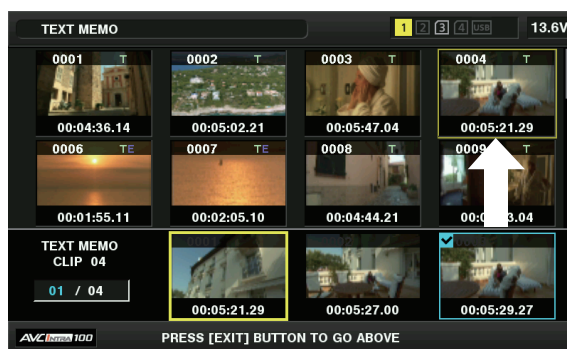 TEXT MEMO
1 2 3 4 USB
13.6V
0001 T
0002 T
0003 T
0004 T
00:04:36.14
00:05:02.21
00:05:47.04
00:05:21.29
0006 TE
0007 TE
0008 T
0009 T
00:01:55.11
00:02:05.10
00:04:44.21
TEXT MEMO
CLIP 04
01 / 04
00:05:21.29
00:05:27.00
00:05:29.27
AVC INTRA 100
PRESS [EXIT] BUTTON TO GO ABOVE